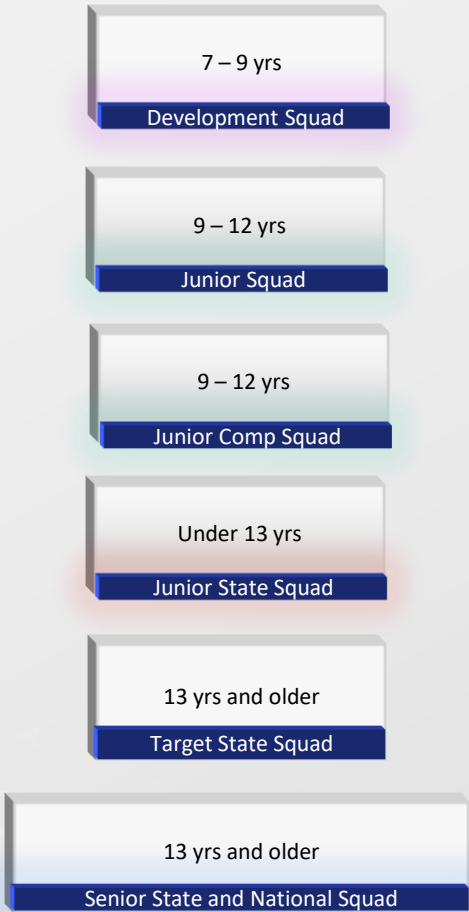 7 – 9 yrs
Development Squad
9 – 12 yrs
Junior Squad
9 – 12 yrs
Junior Comp Squad
Under 13 yrs
Junior State Squad
13 yrs and older
Target State Squad
13 yrs and older
Senior State and National Squad